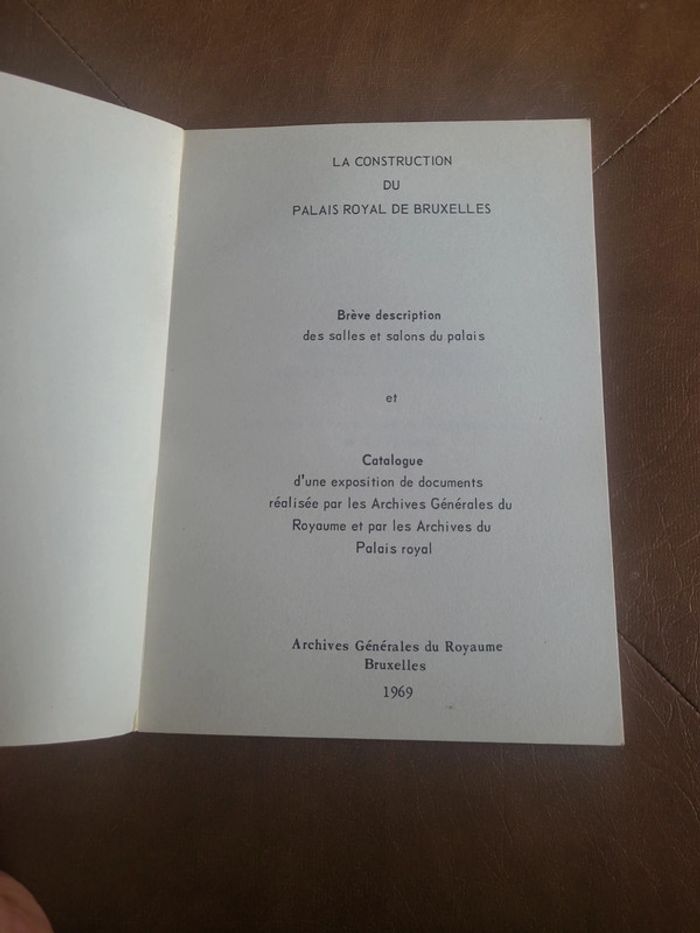 LA CONSTRUCTION
DU
PALAIS ROYAL DE BRUXELLES
Brève description
des salles et salons du palais
et
Catalogue
d'une exposition de documents
réalisée par les Archives Générales du
Royaume et par les Archives du
Palais royal
Archives Générales du Royaume
Bruxelles
1969